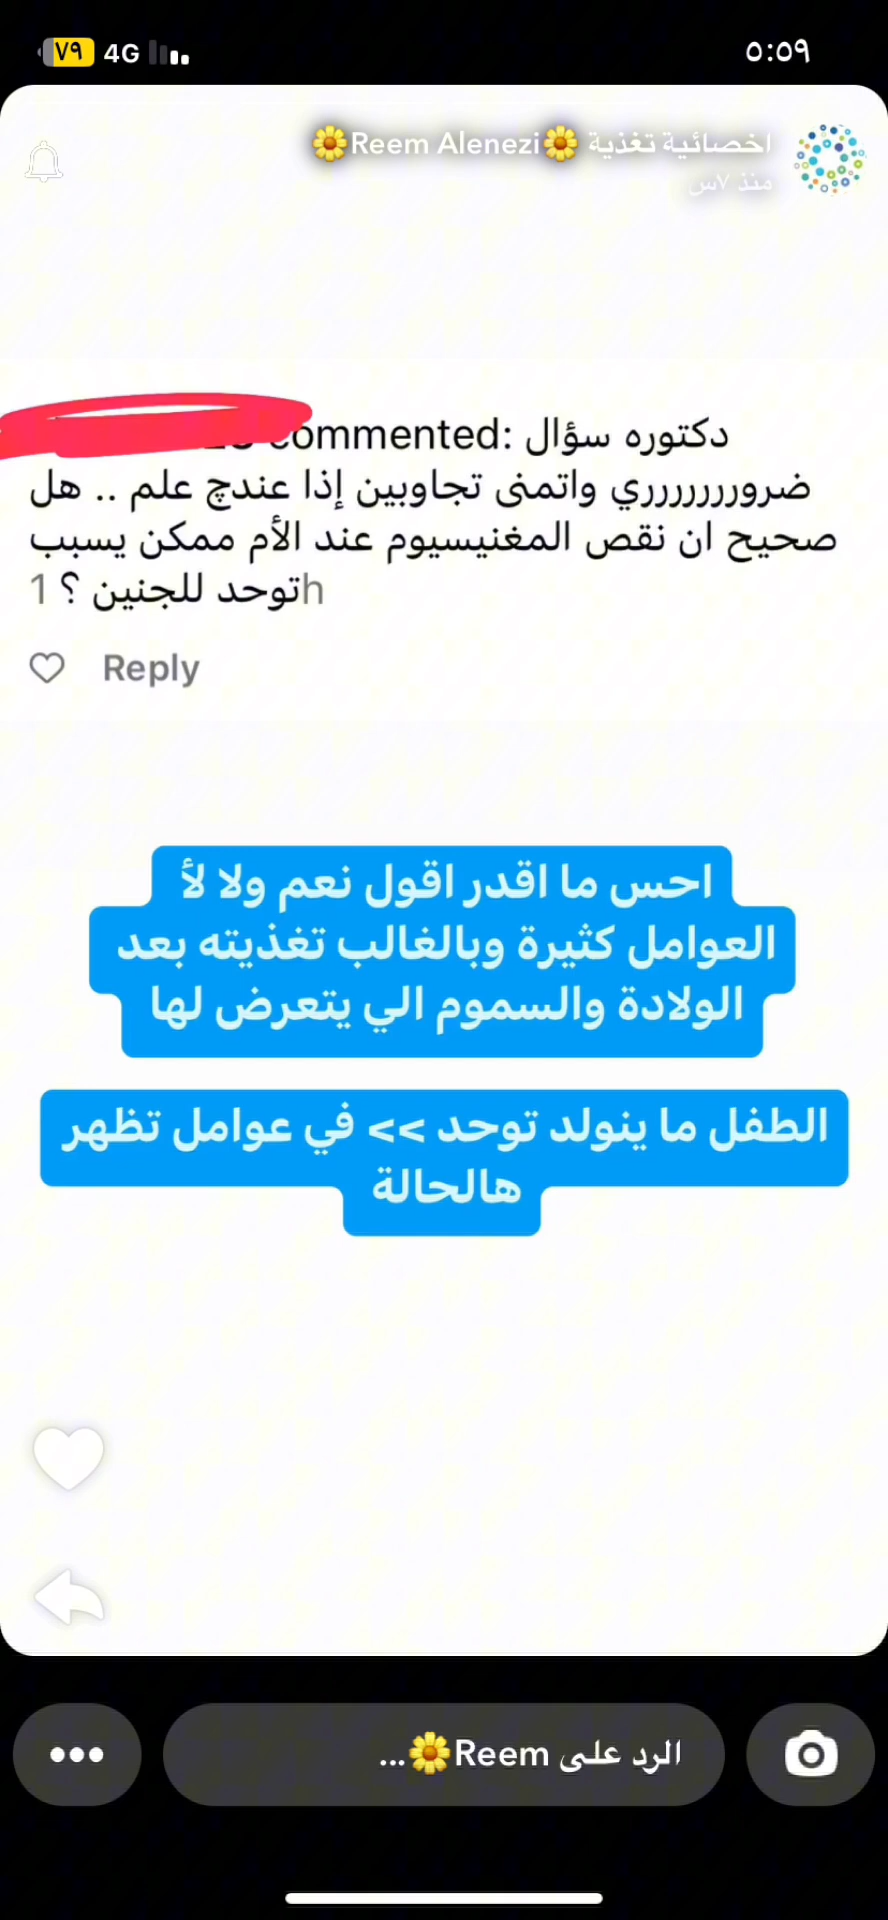 ٧٩ 4G ٥:٥٩
اخصائية تغذية 🌼Reem Alenezi🌼
منذ ٧س
commented: دكتوره سؤال
ضروررررررري واتمنى تجاوبين إذا عندچ علم .. هل
صحيح ان نقص المغنيسيوم عند الأم ممكن يسبب
توحد للجنين ؟ 1h
Reply
احس ما اقدر اقول نعم ولا لأ
العوامل كثيرة وبالغالب تغذيته بعد
الولادة والسموم الي يتعرض لها
الطفل ما ينولد توحد >> في عوامل تظهر
هالحالة
الرد على Reem🌼...